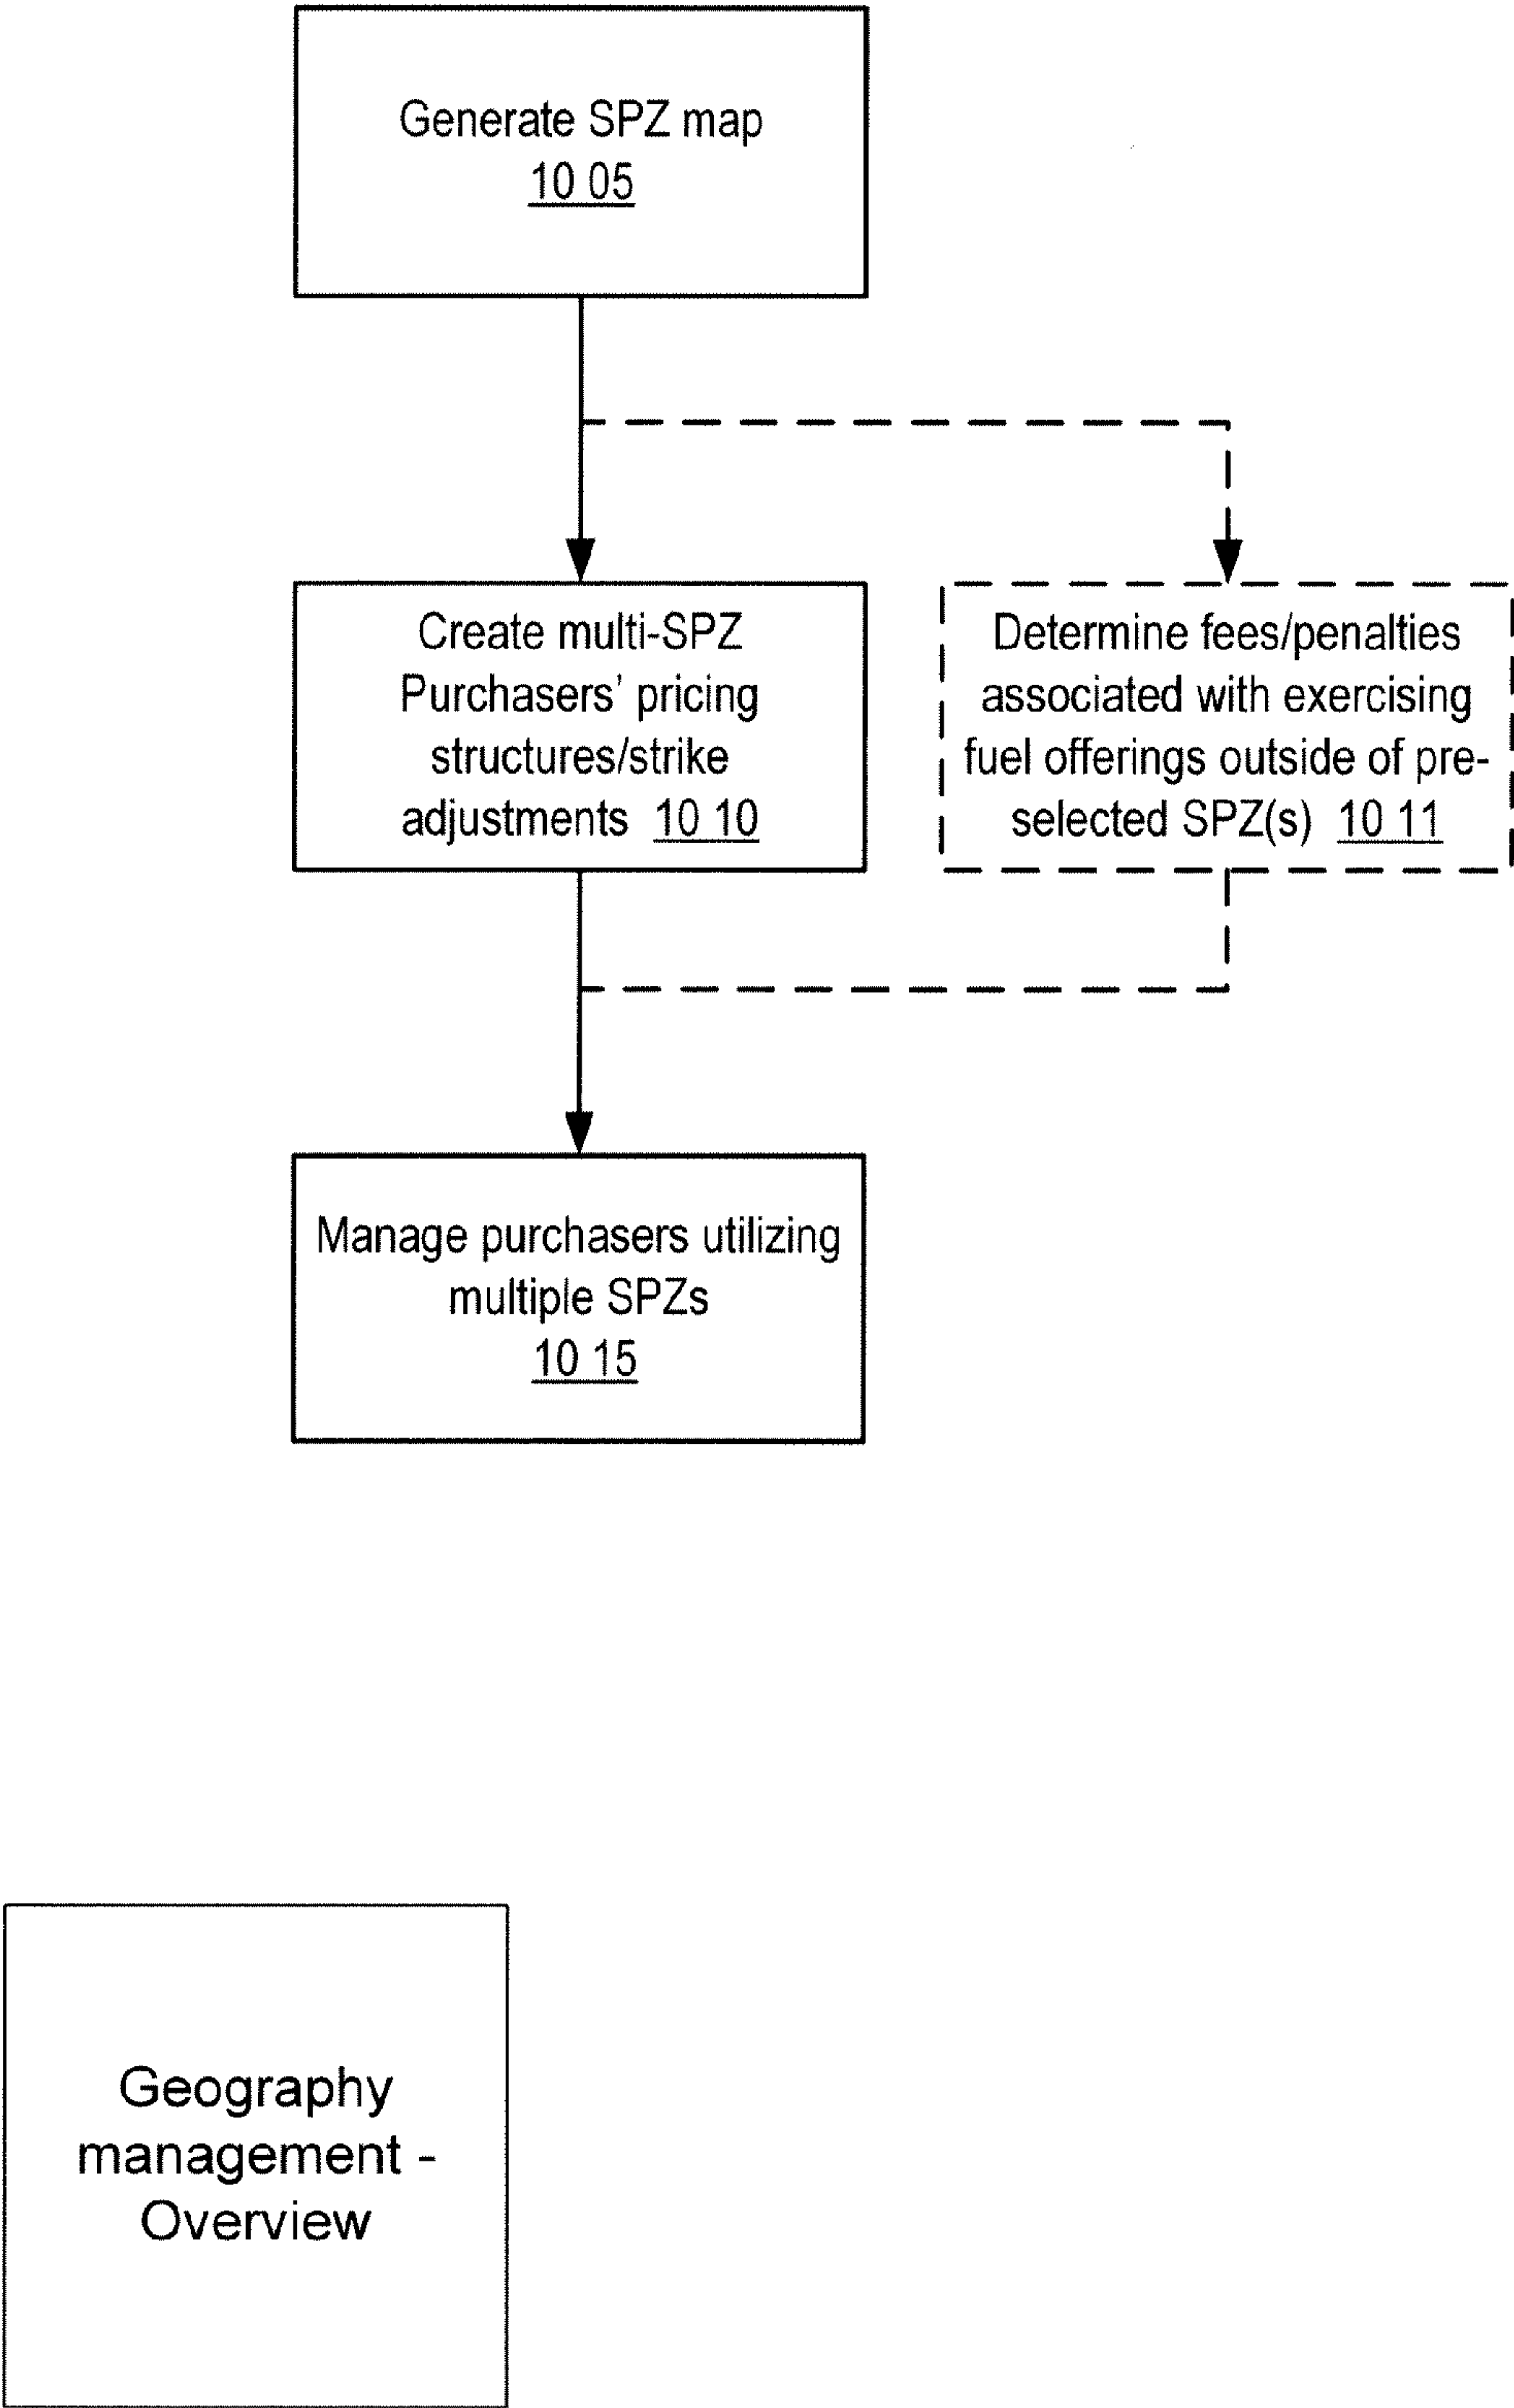 Generate SPZ map
10 05
Create multi-SPZ
Purchasers' pricing
structures/strike
adjustments 10 10
Determine fees/penalties
associated with exercising
fuel offerings outside of pre-
selected SPZ(s) 10 11
Manage purchasers utilizing
multiple SPZs
10 15
Geography
management -
Overview